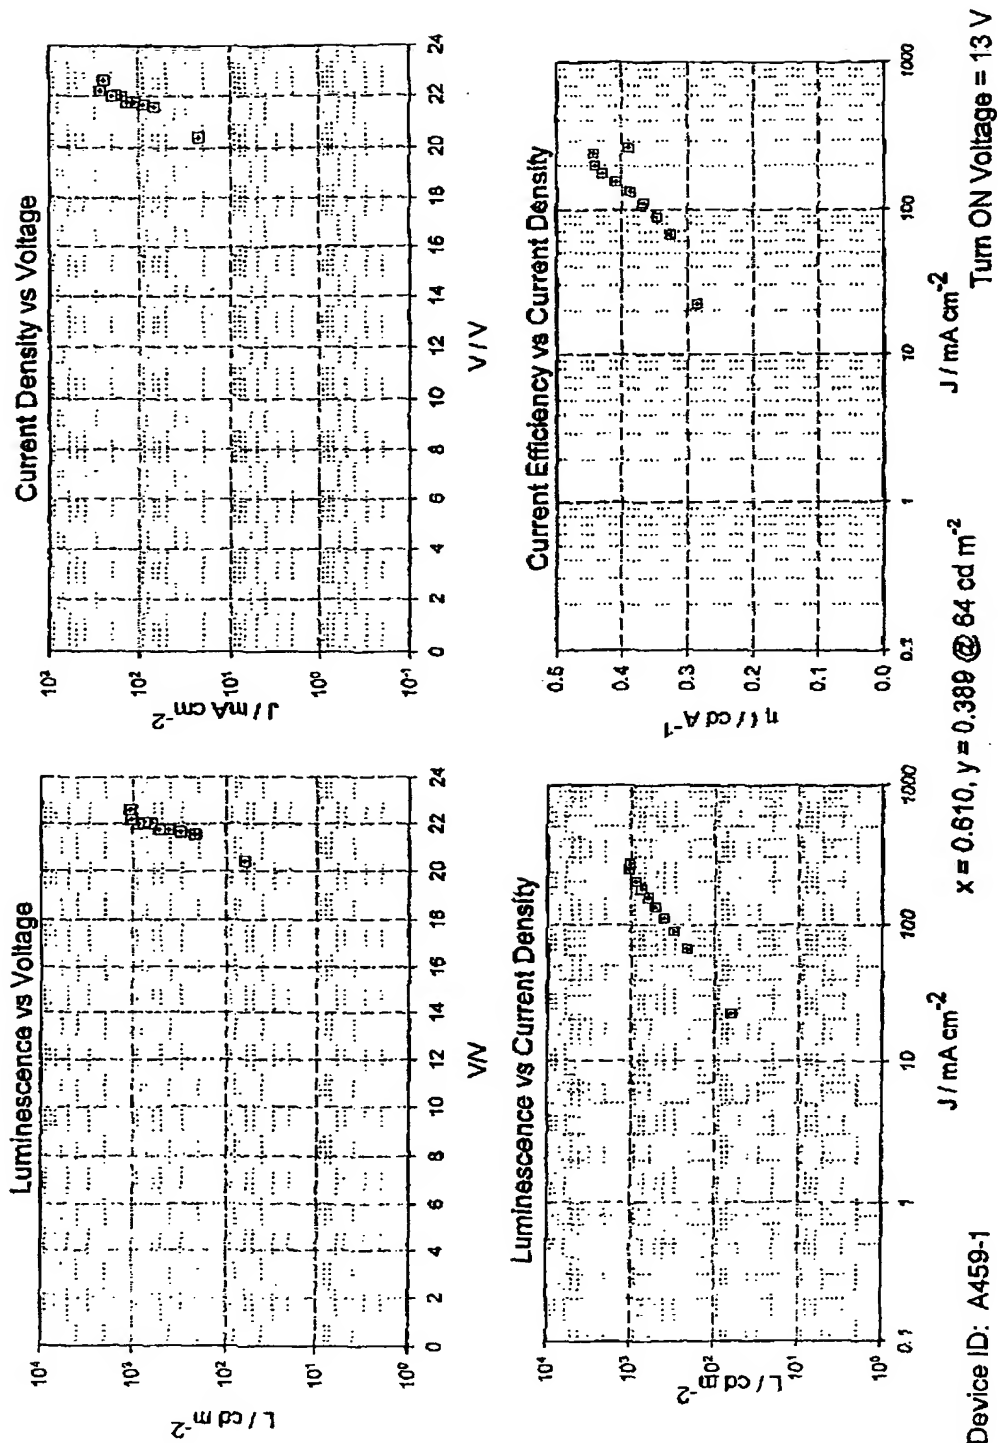 Luminescence vs Voltage
10⁴
10³
10²
10¹
10⁰
L / cd m⁻²
0 2 4 6 8 10 12 14 16 18 20 22 24
V/V
Current Density vs Voltage
10³
10²
10¹
10⁰
10⁻¹
J / mA cm⁻²
0 2 4 6 8 10 12 14 16 18 20 22 24
V / V
Luminescence vs Current Density
10⁴
10³
10²
10¹
L / cd m⁻²
0.1 1 10 100 1000
J / mA cm⁻²
Current Efficiency vs Current Density
0.5
0.4
0.3
0.2
0.1
0.0
η / cd A⁻¹
0.1 1 10 100 1000
J / mA cm⁻²
Device ID: A459-1
x = 0.610, y = 0.389 @ 64 cd m⁻²
Turn ON Voltage = 13 V